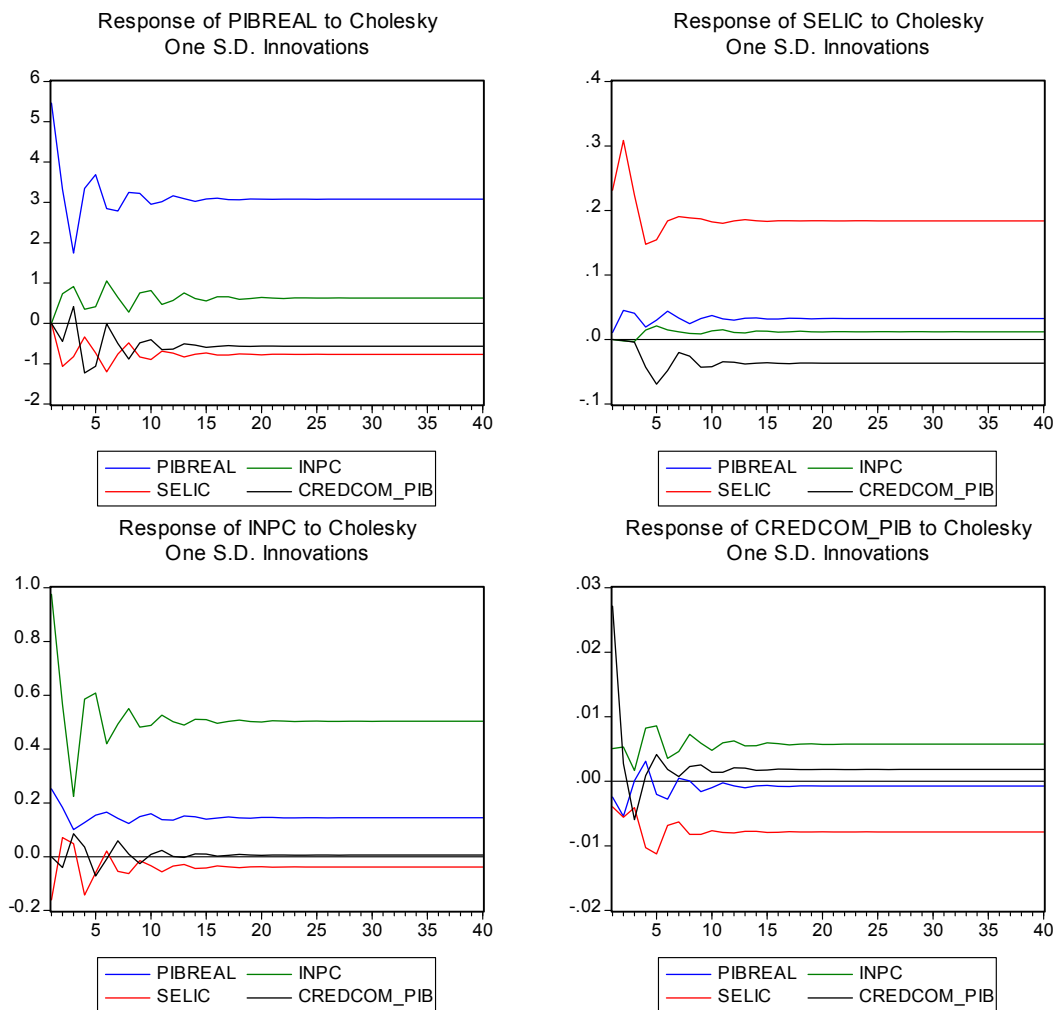 Response of PIBREAL to Cholesky
One S.D. Innovations
6
5
4
3
2
1
0
-1
-2
5 10 15 20 25 30 35 40
PIBREAL INPC
SELIC CREDCOM_PIB
Response of SELIC to Cholesky
One S.D. Innovations
.4
.3
.2
.1
.0
-.1
5 10 15 20 25 30 35 40
PIBREAL INPC
SELIC CREDCOM_PIB
Response of INPC to Cholesky
One S.D. Innovations
1.0
0.8
0.6
0.4
0.2
0.0
-0.2
5 10 15 20 25 30 35 40
PIBREAL INPC
SELIC CREDCOM_PIB
Response of CREDCOM_PIB to Cholesky
One S.D. Innovations
.03
.02
.01
.00
-.01
-.02
5 10 15 20 25 30 35 40
PIBREAL INPC
SELIC CREDCOM_PIB